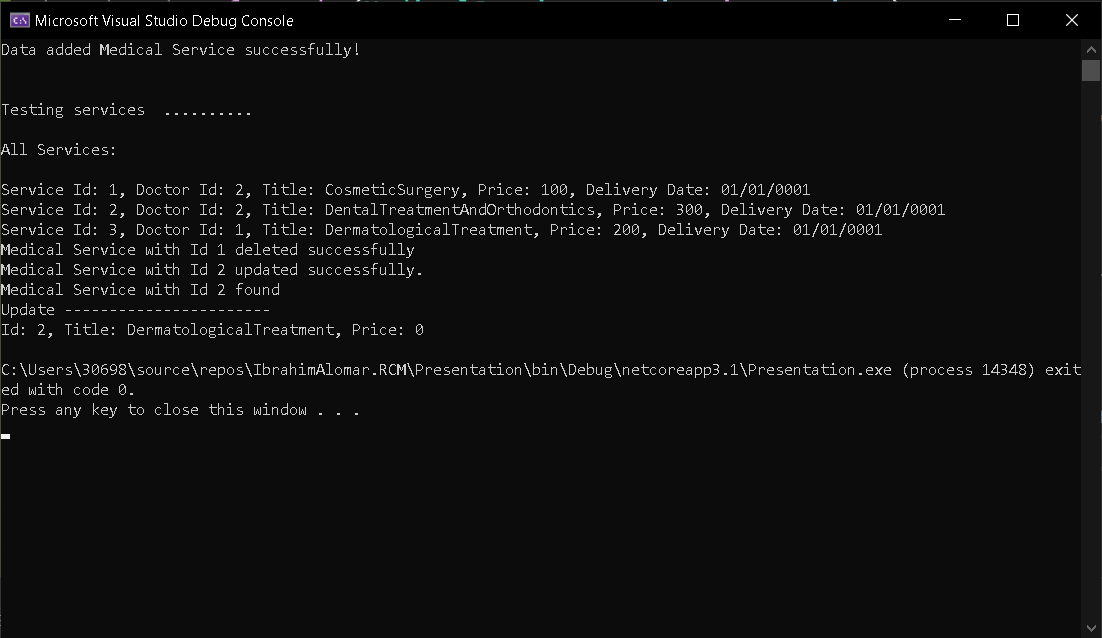 Microsoft Visual Studio Debug Console
Data added Medical Service successfully!
Testing services  ..........
All Services:
Service Id: 1, Doctor Id: 2, Title: CosmeticSurgery, Price: 100, Delivery Date: 01/01/0001
Service Id: 2, Doctor Id: 2, Title: DentalTreatmentAndOrthodontics, Price: 300, Delivery Date: 01/01/0001
Service Id: 3, Doctor Id: 1, Title: DermatologicalTreatment, Price: 200, Delivery Date: 01/01/0001
Medical Service with Id 1 deleted successfully
Medical Service with Id 2 updated successfully.
Medical Service with Id 2 found
Update -----------------------
Id: 2, Title: DermatologicalTreatment, Price: 0
C:\Users\30698\source\repos\IbrahimAlomar.RCM\Presentation\bin\Debug\netcoreapp3.1\Presentation.exe (process 14348) exit
ed with code 0.
Press any key to close this window . . .